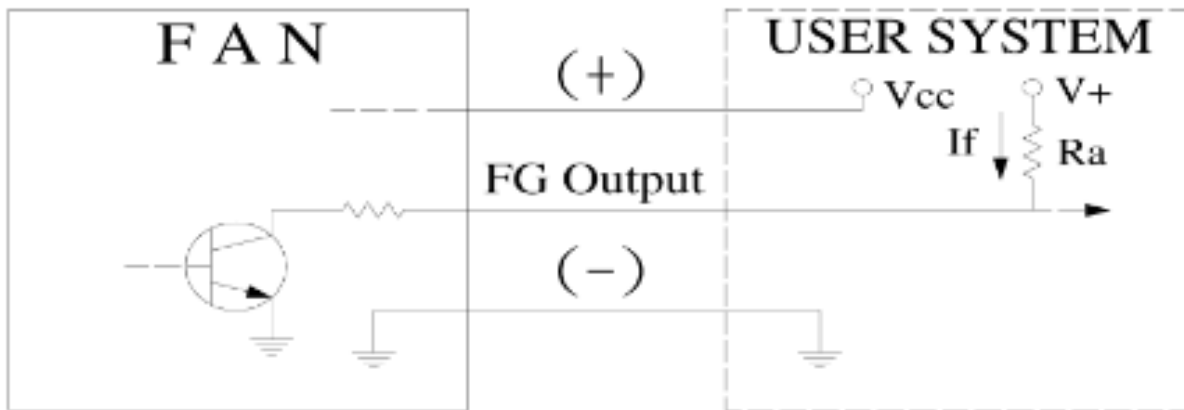 F A N
USER SYSTEM
(+)
Vcc
V+
If
Ra
FG Output
(-)